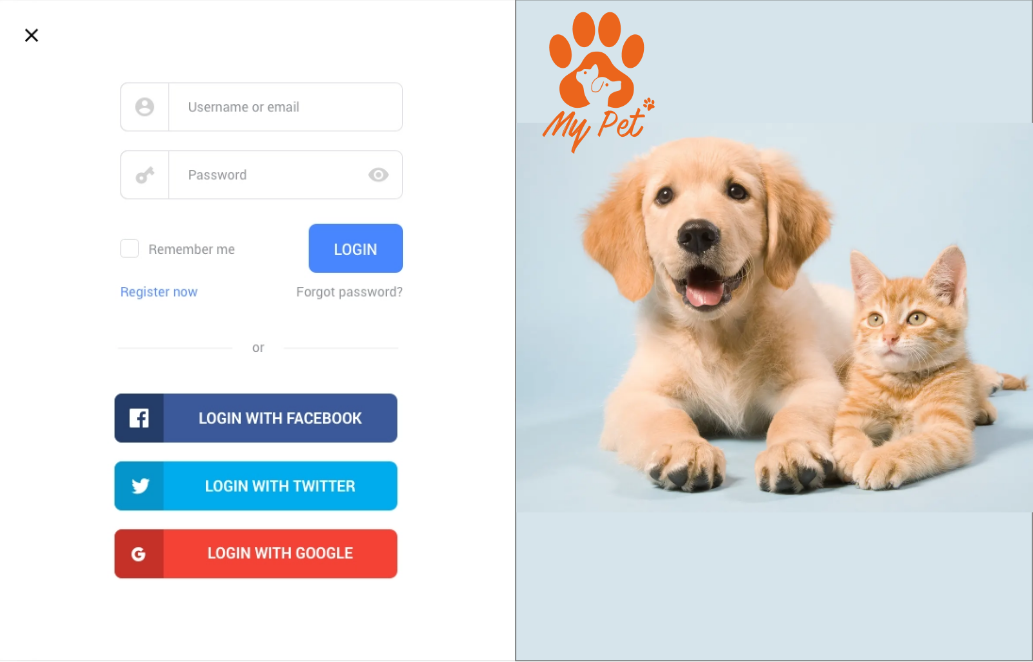 Username or email
Password
Remember me
LOGIN
Register now
Forgot password?
or
LOGIN WITH FACEBOOK
LOGIN WITH TWITTER
LOGIN WITH GOOGLE
My Pet